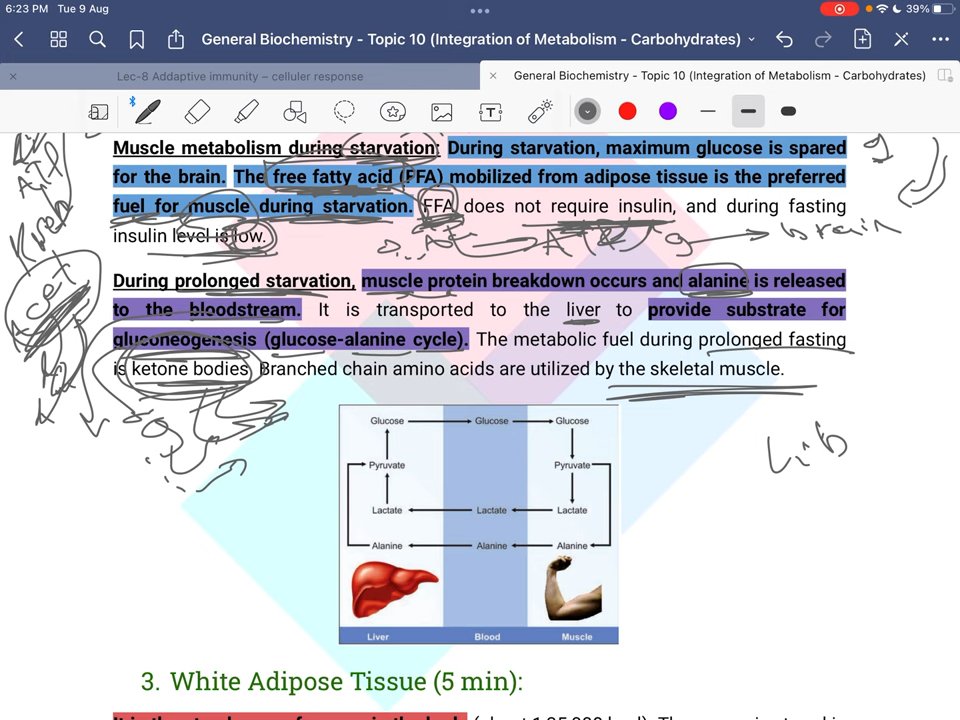 6:23 PM Tue 9 Aug
39%
General Biochemistry - Topic 10 (Integration of Metabolism - Carbohydrates)
Lec-8 Addaptive immunity – celluler response
General Biochemistry - Topic 10 (Integration of Metabolism - Carbohydrates)
Muscle metabolism during starvation: During starvation, maximum glucose is spared
for the brain. The free fatty acid (FFA) mobilized from adipose tissue is the preferred
fuel for muscle during starvation. FFA does not require insulin, and during fasting
insulin level is low.
brain
During prolonged starvation, muscle protein breakdown occurs and alanine is released
to the bloodstream. It is transported to the liver to provide substrate for
gluconeogenesis (glucose-alanine cycle). The metabolic fuel during prolonged fasting
is ketone bodies. Branched chain amino acids are utilized by the skeletal muscle.
Glucose Glucose Glucose
Pyruvate Pyruvate
Lactate Lactate Lactate
Alanine Alanine Alanine
Liver Blood Muscle
3. White Adipose Tissue (5 min):